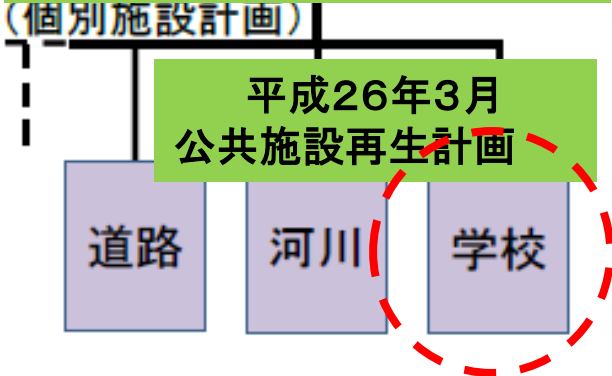 （個別施設計画）
平成２６年３月
公共施設再生計画
道路
河川
学校